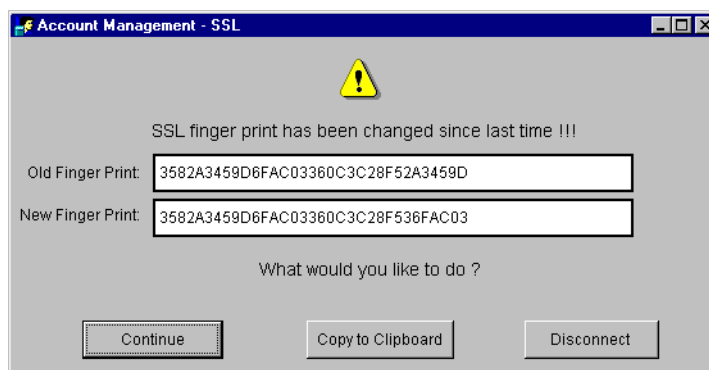 Account Management - SSL
SSL finger print has been changed since last time !!!
Old Finger Print: 3582A3459D6FAC03360C3C28F52A3459D
New Finger Print: 3582A3459D6FAC03360C3C28F536FAC03
What would you like to do ?
Continue Copy to Clipboard Disconnect